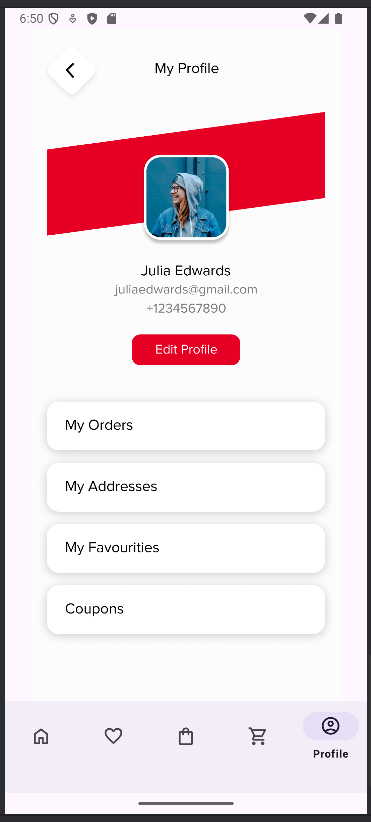 6:50
My Profile
Julia Edwards
juliaedwards@gmail.com
+1234567890
Edit Profile
My Orders
My Addresses
My Favourities
Coupons
Profile